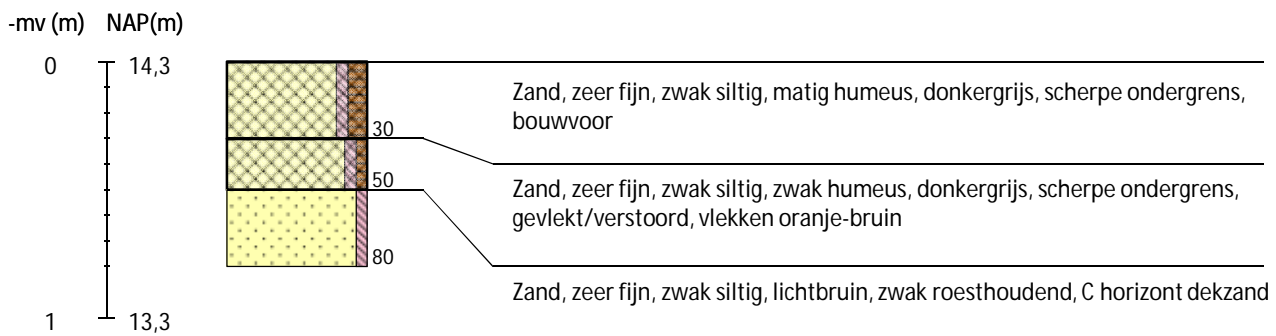 -mv (m) NAP(m)
0 14,3
Zand, zeer fijn, zwak siltig, matig humeus, donkergrijs, scherpe ondergrens,
bouwvoor
30
Zand, zeer fijn, zwak siltig, zwak humeus, donkergrijs, scherpe ondergrens,
gevlekt/verstoord, vlekken oranje-bruin
50
80
Zand, zeer fijn, zwak siltig, lichtbruin, zwak roesthoudend, C horizont dekzand
1 13,3